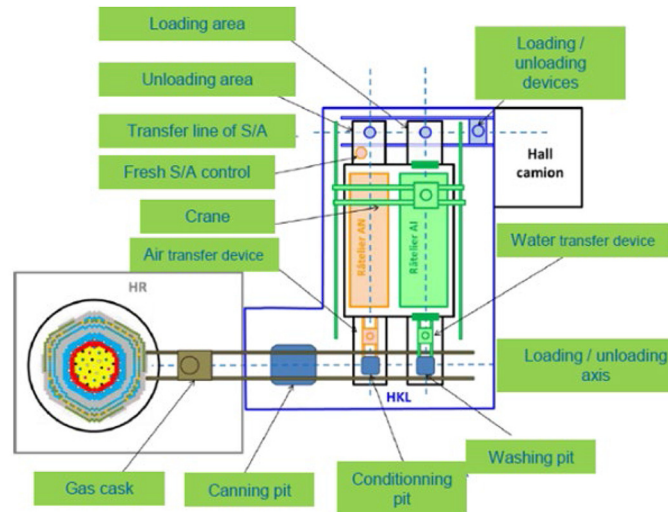 Loading area
Loading /
unloading
devices
Unloading area
Transfer line of S/A
Hall
camion
Fresh S/A control
Crane
Râtelier AN
Râtelier AI
Air transfer device
Water transfer device
HR
Loading / unloading
axis
HKL
Gas cask
Canning pit
Conditionning
pit
Washing pit